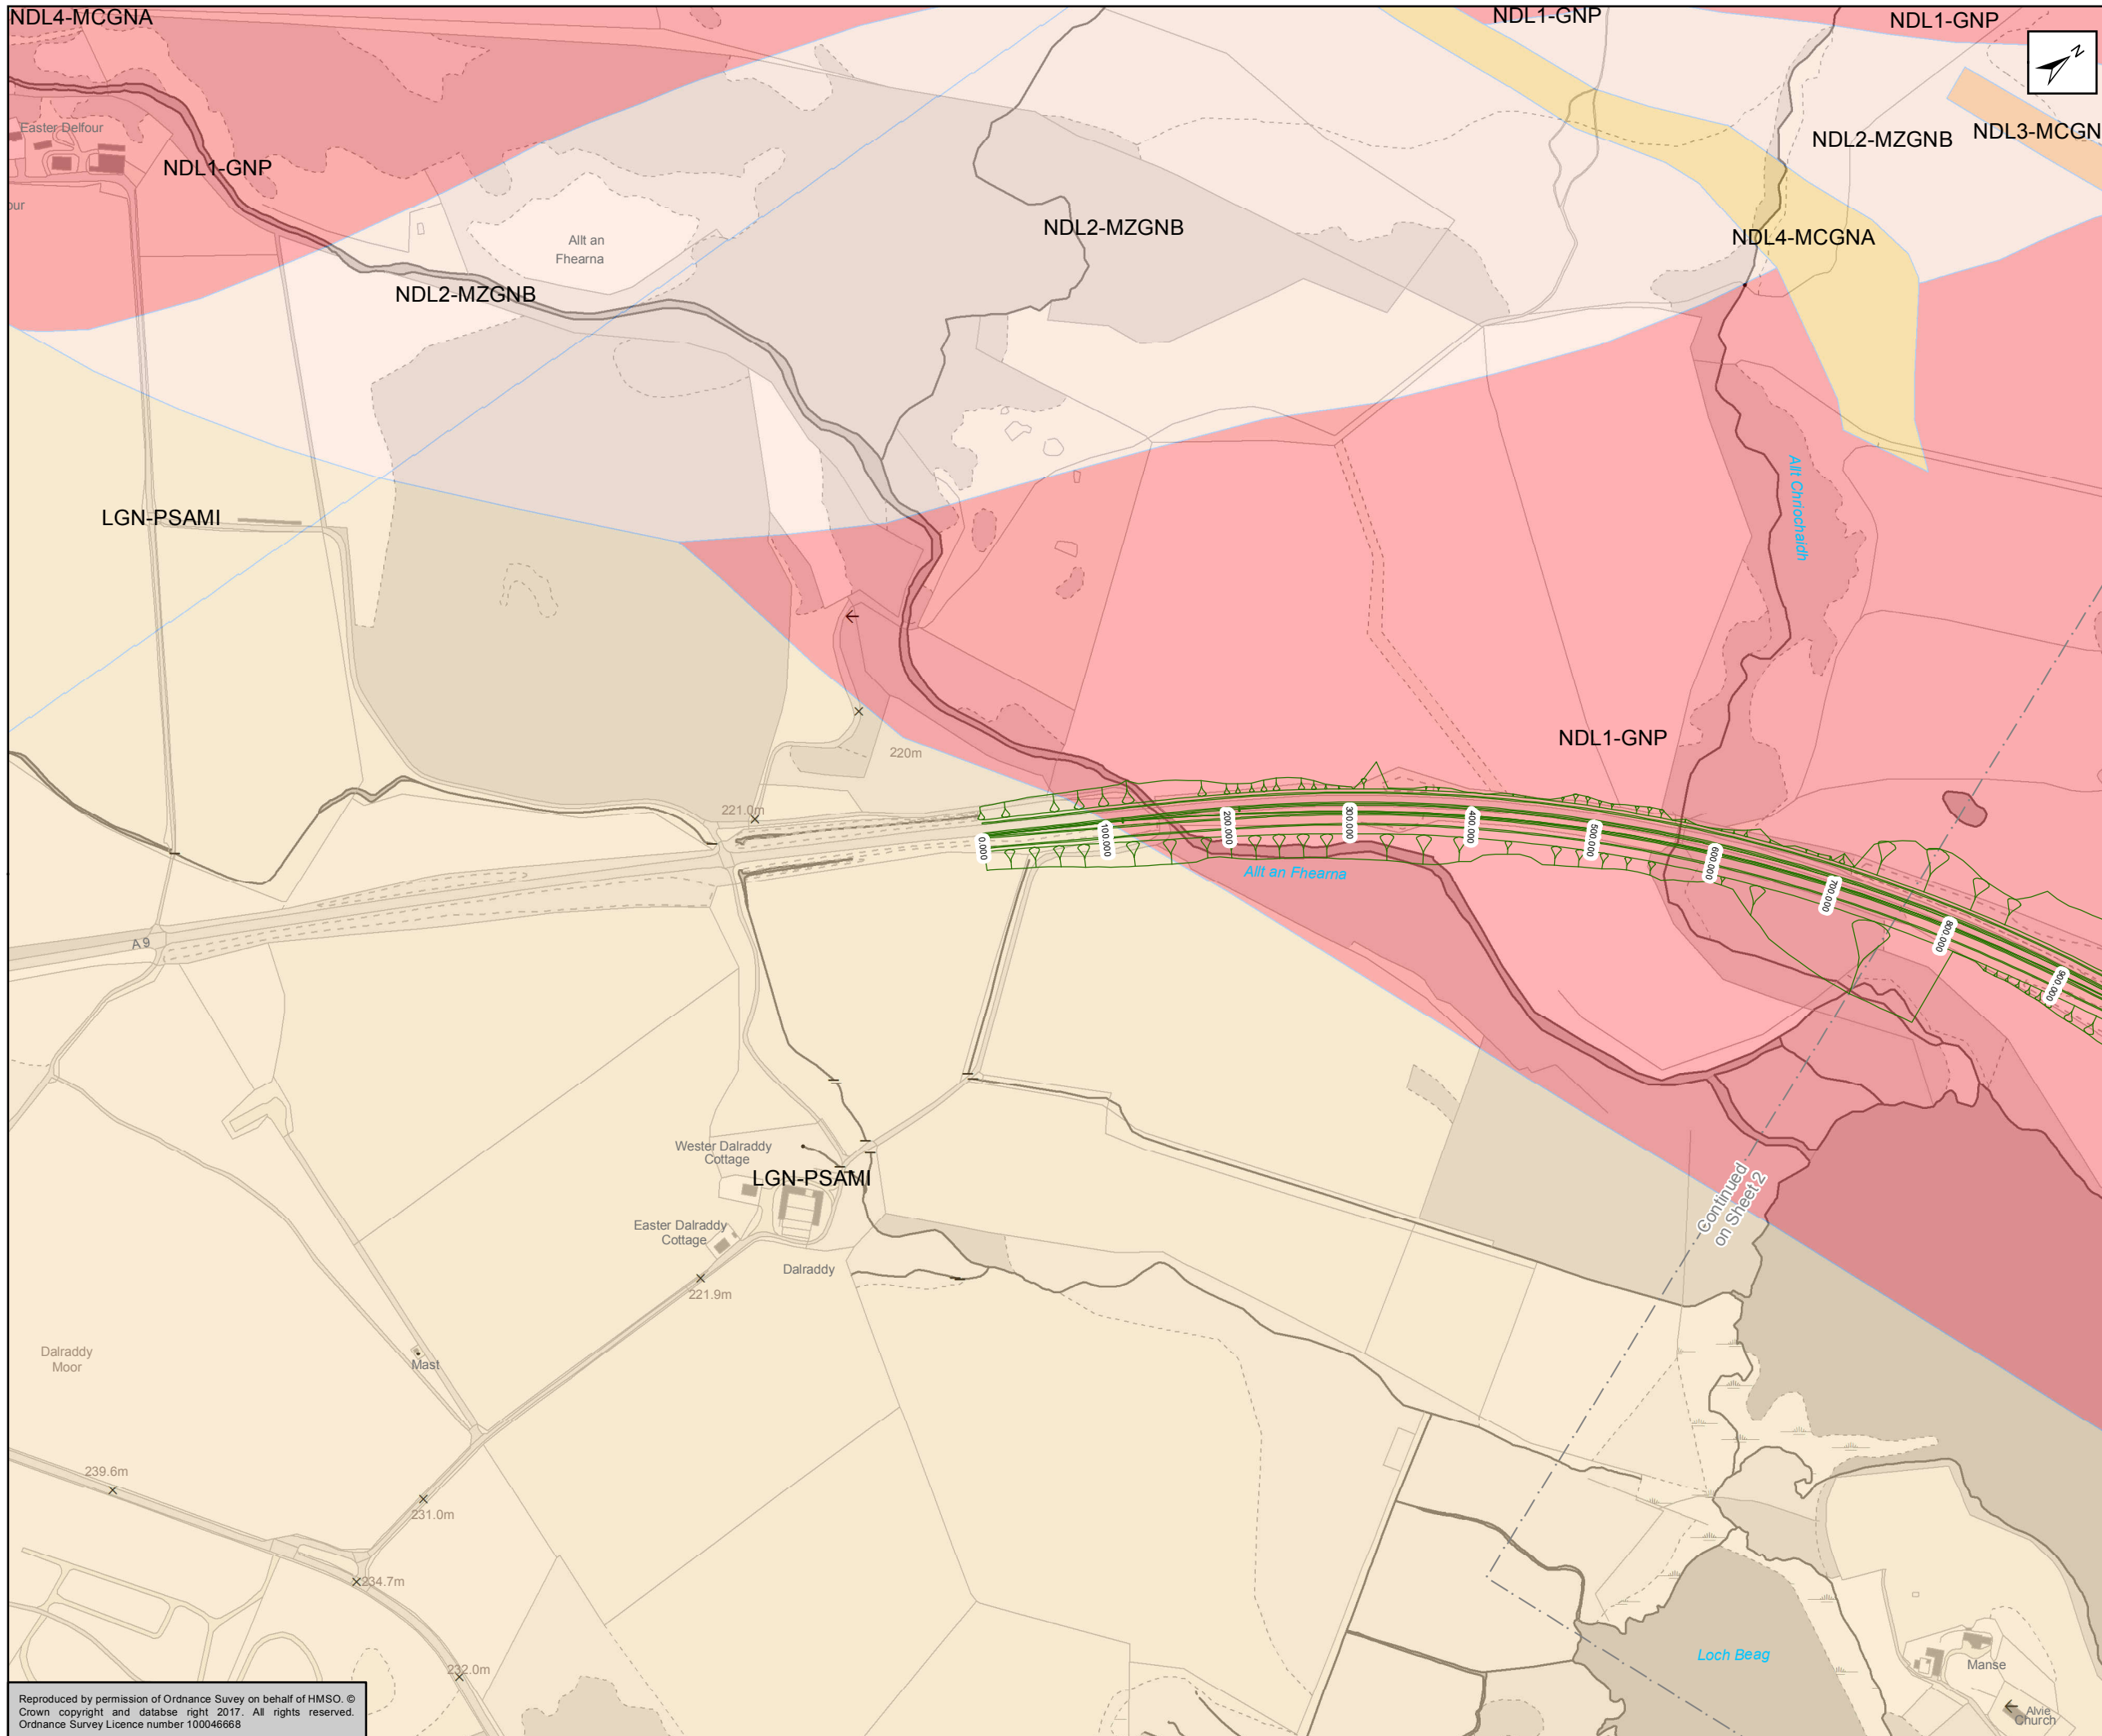 NDL4-MCGNA
NDL1-GNP
NDL1-GNP
N
Easter Delfour
NDL1-GNP
our
NDL2-MZGNB
NDL3-MCGN
Allt an
Fhearna
NDL2-MZGNB
NDL4-MCGNA
NDL2-MZGNB
Allt Chriochaidh
LGN-PSAMI
NDL1-GNP
220m
221.0m
0.000
100.000
200.000
300.000
400.000
500.000
600.000
700.000
800.000
900.000
Allt an Fhearna
A 9
Wester Dalraddy
Cottage
LGN-PSAMI
Easter Dalraddy
Cottage
Dalraddy
221.9m
Continued
on Sheet 2
Dalraddy
Moor
Mast
239.6m
231.0m
234.7m
232.0m
Loch Beag
Manse
Alvie
Church
Reproduced by permission of Ordnance Suvey on behalf of HMSO. ©
Crown copyright and databse right 2017. All rights reserved.
Ordnance Survey Licence number 100046668